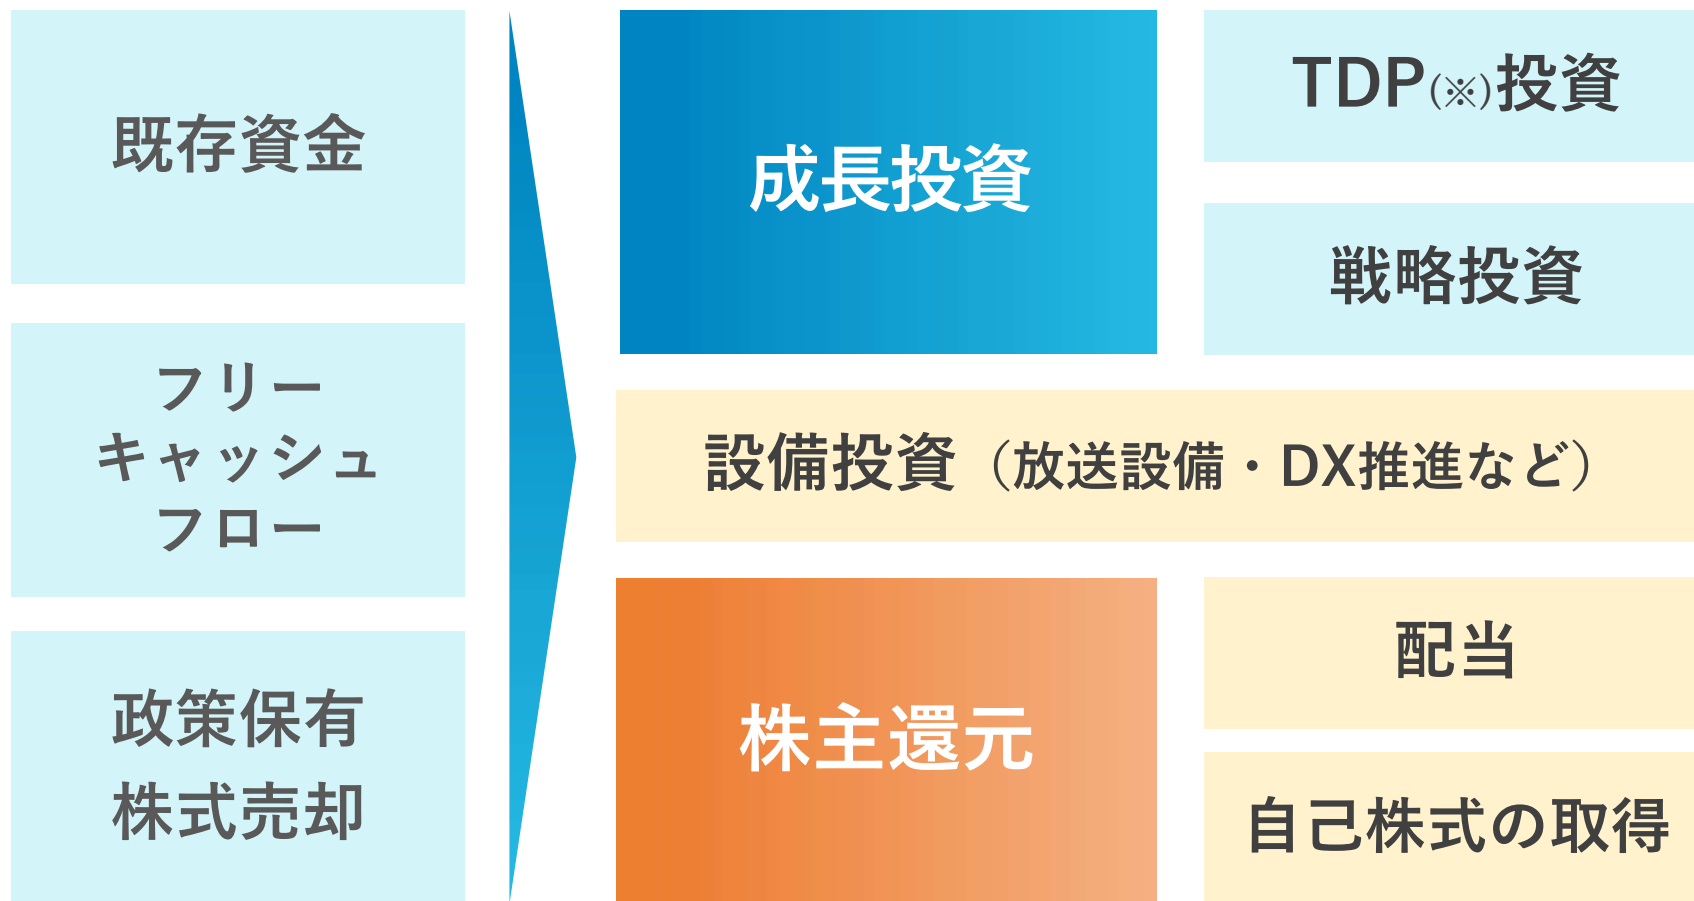 既存資金
フリー
キャッシュ
フロー
政策保有
株式売却
成長投資
TDP(※)投資
戦略投資
設備投資（放送設備・DX推進など）
株主還元
配当
自己株式の取得